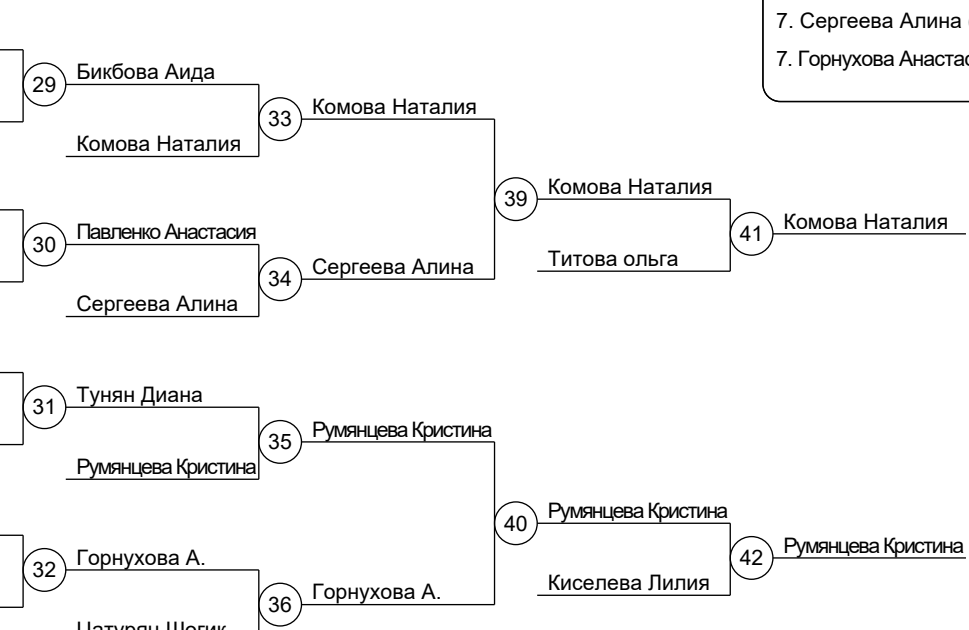 7. Сергеева Алина
7. Горнухова
29
Бикбова Аида
33
Комова Наталия
Комова Наталия
39
Комова Наталия
41
Комова Наталия
30
Павленко Анастасия
34
Сергеева Алина
Титова ольга
Сергеева Алина
31
Тунян Диана
35
Румянцева Кристина
Румянцева Кристина
40
Румянцева Кристина
42
Румянцева Кристина
32
Горнухова А.
36
Горнухова А.
Киселева Лилия